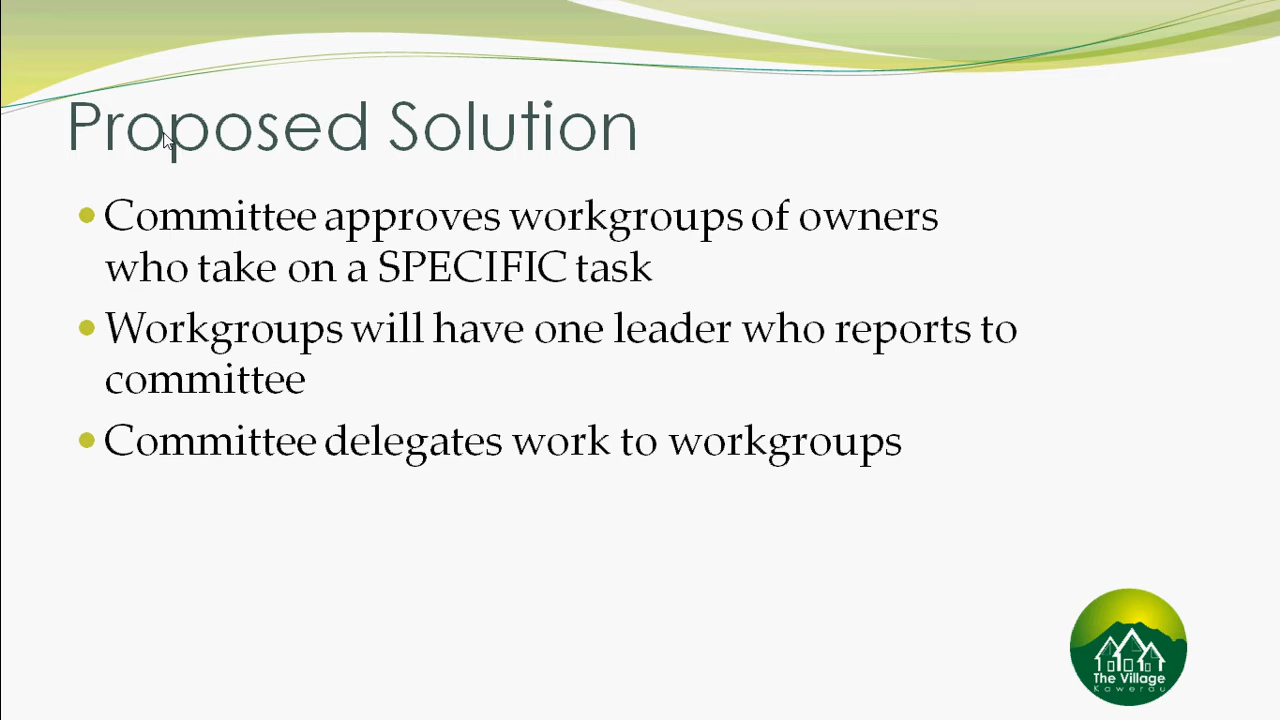 Proposed Solution
Committee approves workgroups of owners
who take on a SPECIFIC task
Workgroups will have one leader who reports to
committee
Committee delegates work to workgroups
The Village
Kawerau